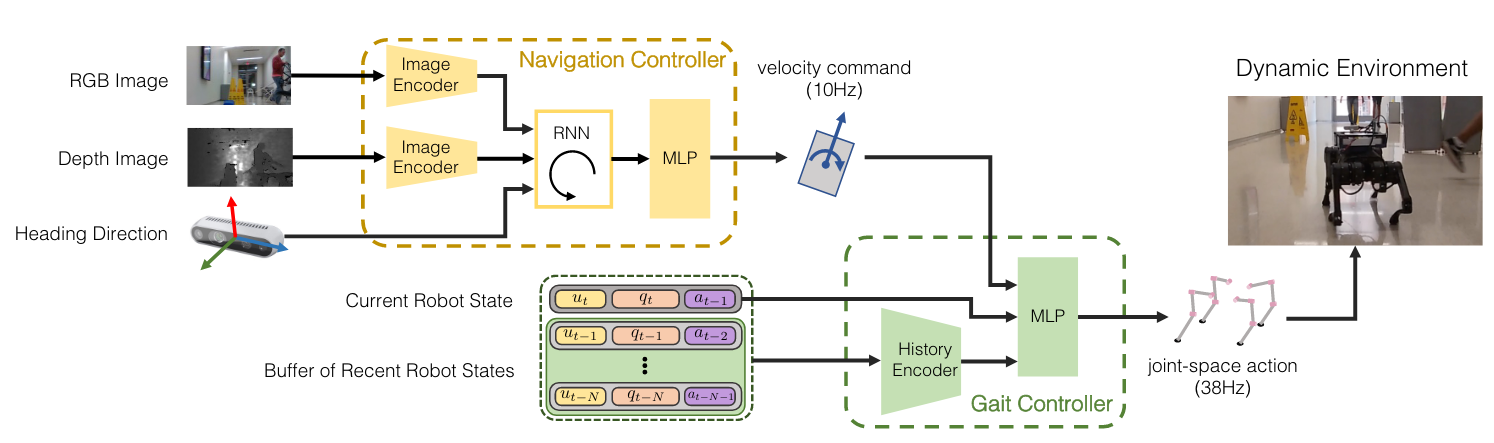 RGB Image
Depth Image
Heading Direction
Image
Encoder
Image
Encoder
Navigation Controller
RNN
MLP
velocity command
(10Hz)
Dynamic Environment
Current Robot State
u_t q_t a_{t-1}
u_{t-1} q_{t-1} a_{t-2}
Buffer of Recent Robot States
u_{t-N} q_{t-N} a_{t-N-1}
History
Encoder
MLP
Gait Controller
joint-space action
(38Hz)